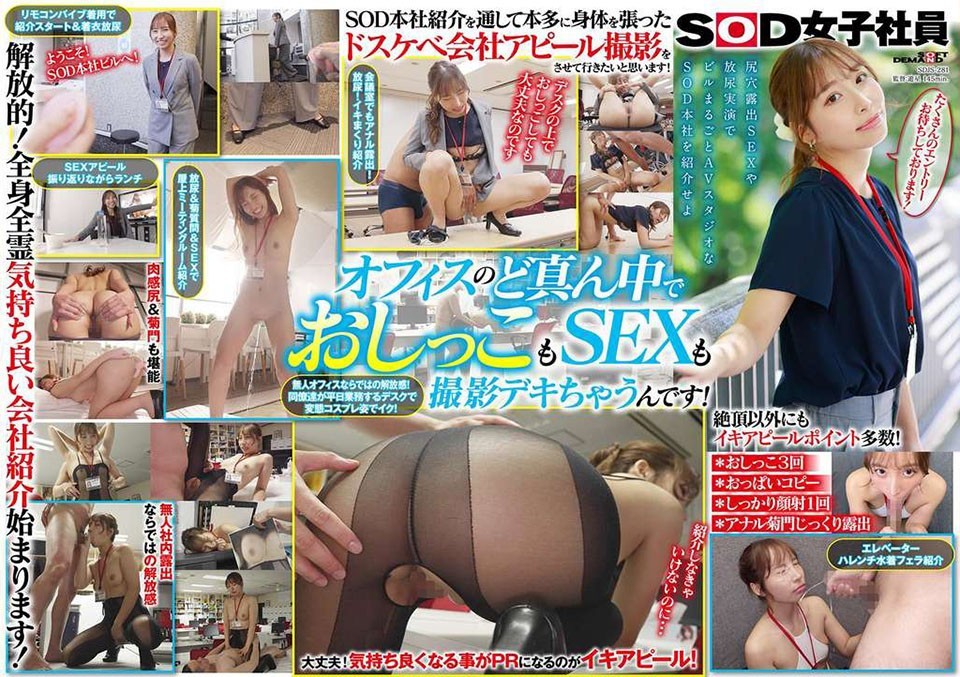 リモコンバイブ着用で
紹介スタート&着衣放尿
ようこそ!
SOD本社ビルへ!
解放的!全身全霊気持ち良い会社紹介始まります!
SEXアピール
振り返りながらランチ
肉感尻&菊門も堪能
放尿&菊質問&SEXで
屋上ミーティングルーム紹介
無人社内露出
ならではの解放感
SOD本社紹介を通して本多に身体を張った
ドスケベ会社アピール撮影を
させて行きたいと思います!
会議室でもアナル露出!
放尿!イキまくり紹介
デスクの上で
おしっこしても
大丈夫なのです
オフィスのど真ん中で
おしっこもSEXも
撮影デキちゃうんです!
無人オフィスならではの解放感!
同僚達が平日業務するデスクで
変態コスプレ姿でイク!
紹介しなきゃ
いけないのに…
大丈夫!気持ち良くなる事がPRになるのがイキアピール!
SOD女子社員
SOFT ON DEMAND
SDJS-281
監督:遊星 145min.
尻穴露出SEXや
放尿実演で
ビルまるごとAVスタジオな
SOD本社を紹介せよ
たくさんのエントリー
お待ちしております!
絶頂以外にも
イキアピールポイント多数!
*おしっこ3回
*おっぱいコピー
*しっかり顔射1回
*アナル菊門じっくり露出
エレベーター
ハレンチ水着フェラ紹介